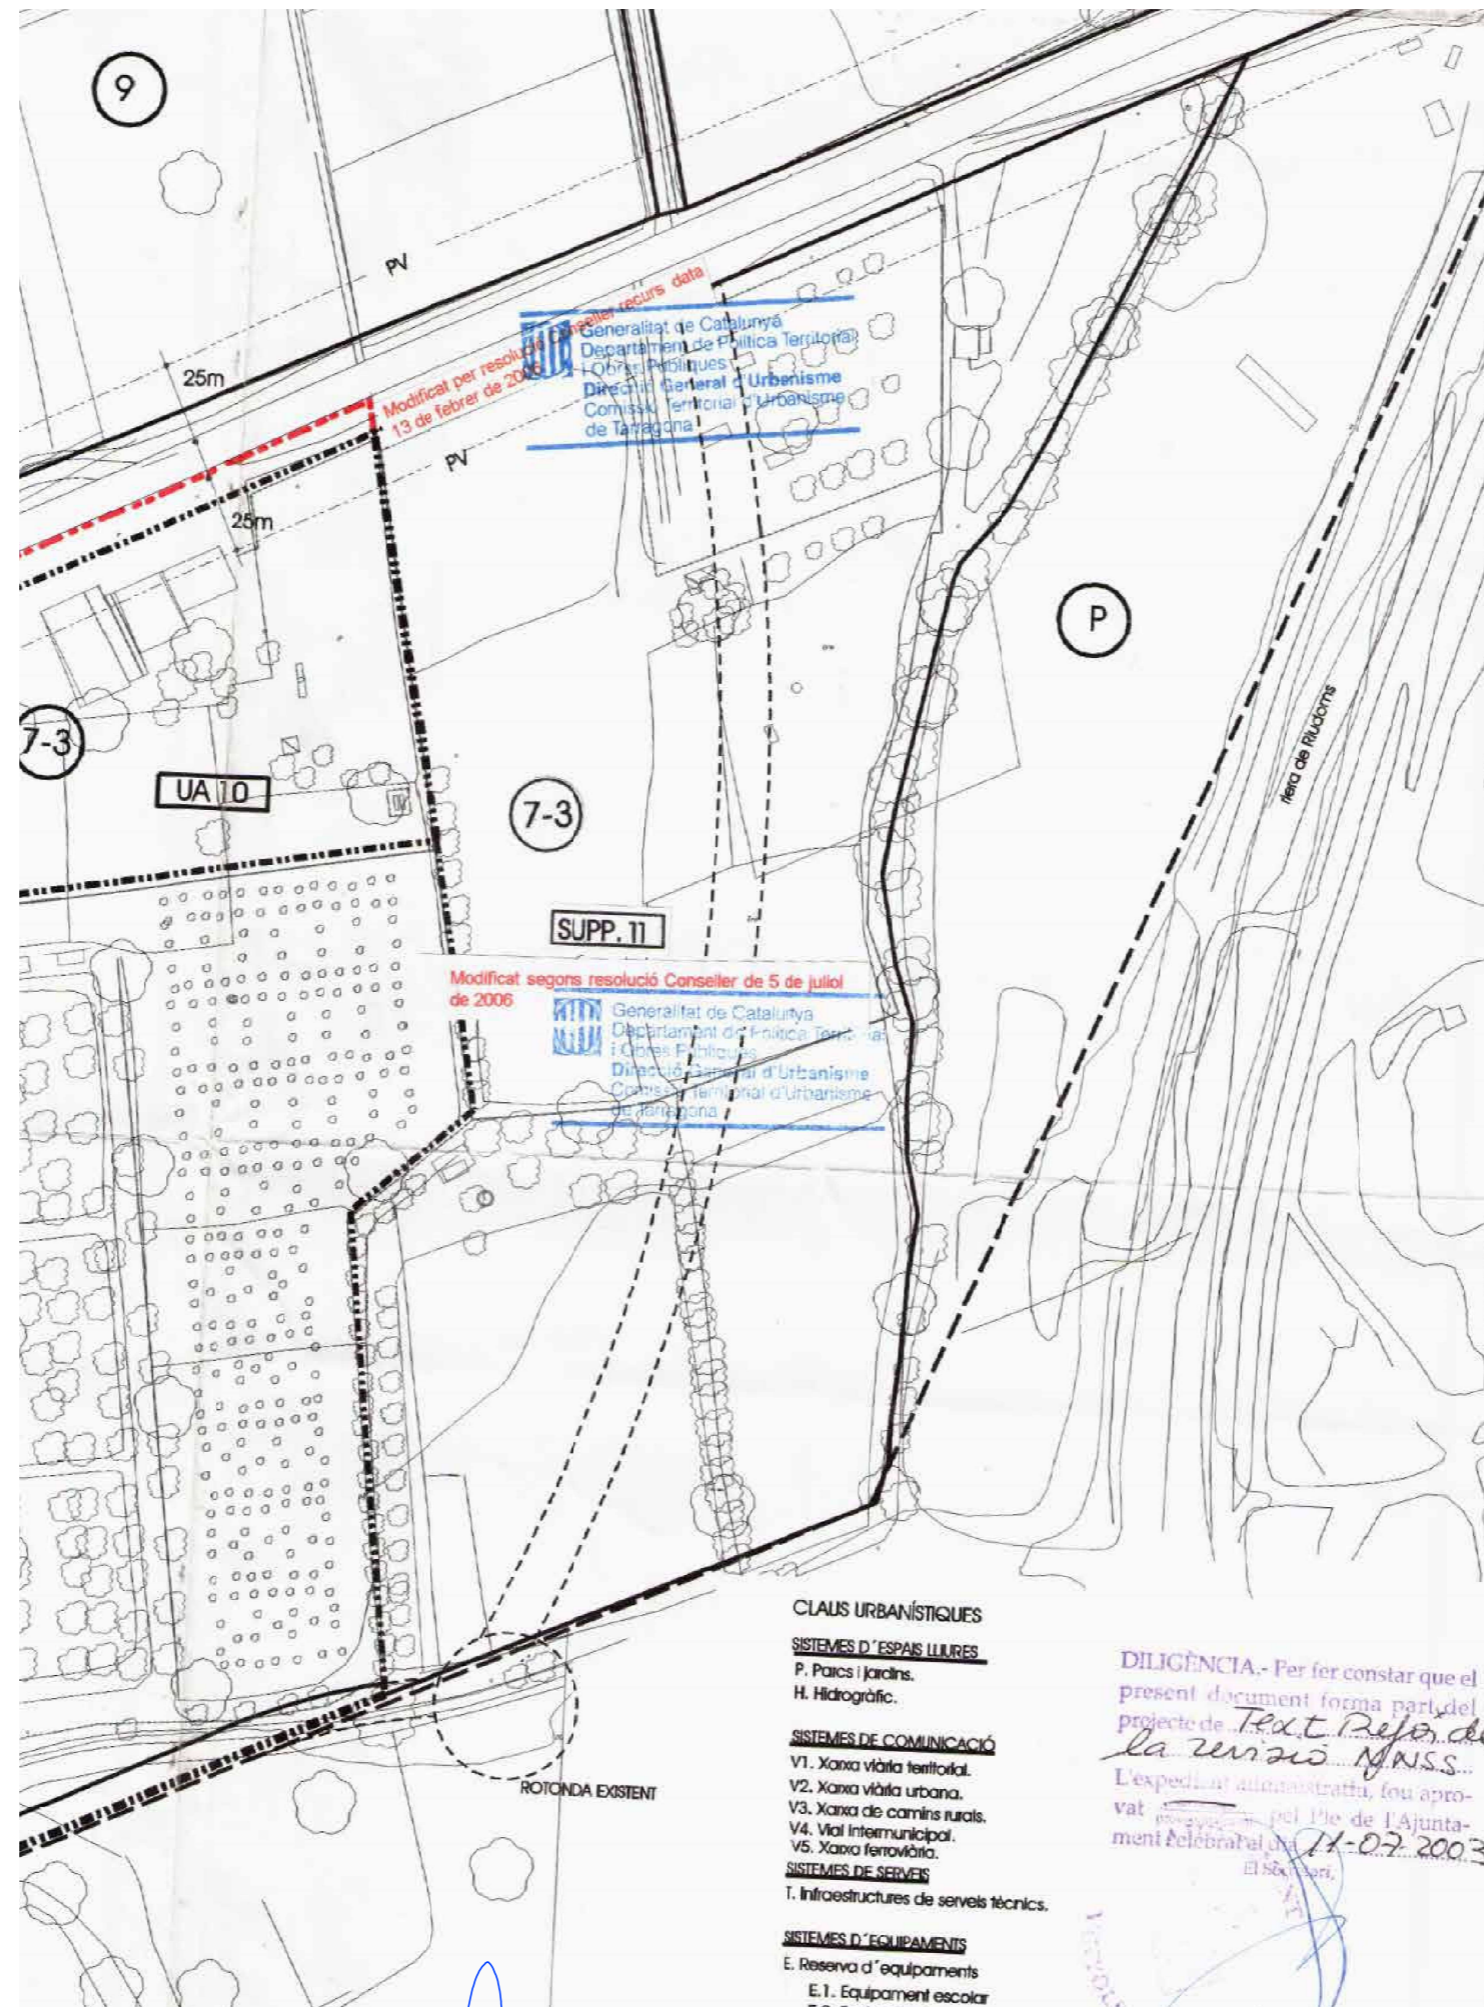 9
PV
25m
Modificat per resolució Conseller recurs data
13 de febrer de 2006
Generalitat de Catalunya
Departament de Política Territorial
i Obres Públiques
Direcció General d'Urbanisme
Comissió Territorial d'Urbanisme
de Tarragona
PV
25m
P
riera de Riudoms
7-3
UA 10
7-3
SUPP. 11
Modificat segons resolució Conseller de 5 de juliol
de 2006
Generalitat de Catalunya
Departament de Política Territorial
i Obres Públiques
Direcció General d'Urbanisme
Comissió Territorial d'Urbanisme
de Tarragona
ROTONDA EXISTENT
CLAUS URBANÍSTIQUES
SISTEMES D'ESPAIS LLIURES
P. Parcs i jardins.
H. Hidrogràfic.
SISTEMES DE COMUNICACIÓ
V1. Xarxa viària territorial.
V2. Xarxa viària urbana.
V3. Xarxa de camins rurals.
V4. Vial intermunicipal.
V5. Xarxa ferroviària.
SISTEMES DE SERVEIS
T. Infraestructures de serveis tècnics.
SISTEMES D'EQUIPAMENTS
E. Reserva d'equipaments
E.1. Equipament escolar
DILIGÈNCIA.- Per fer constar que el
present document forma part del
projecte de Text Refós de
la revisió NNSS
L'expedient administratiu, fou apro-
vat pel Ple de l'Ajunta-
ment celebrat el dia 11-07-2003
El Secretari,